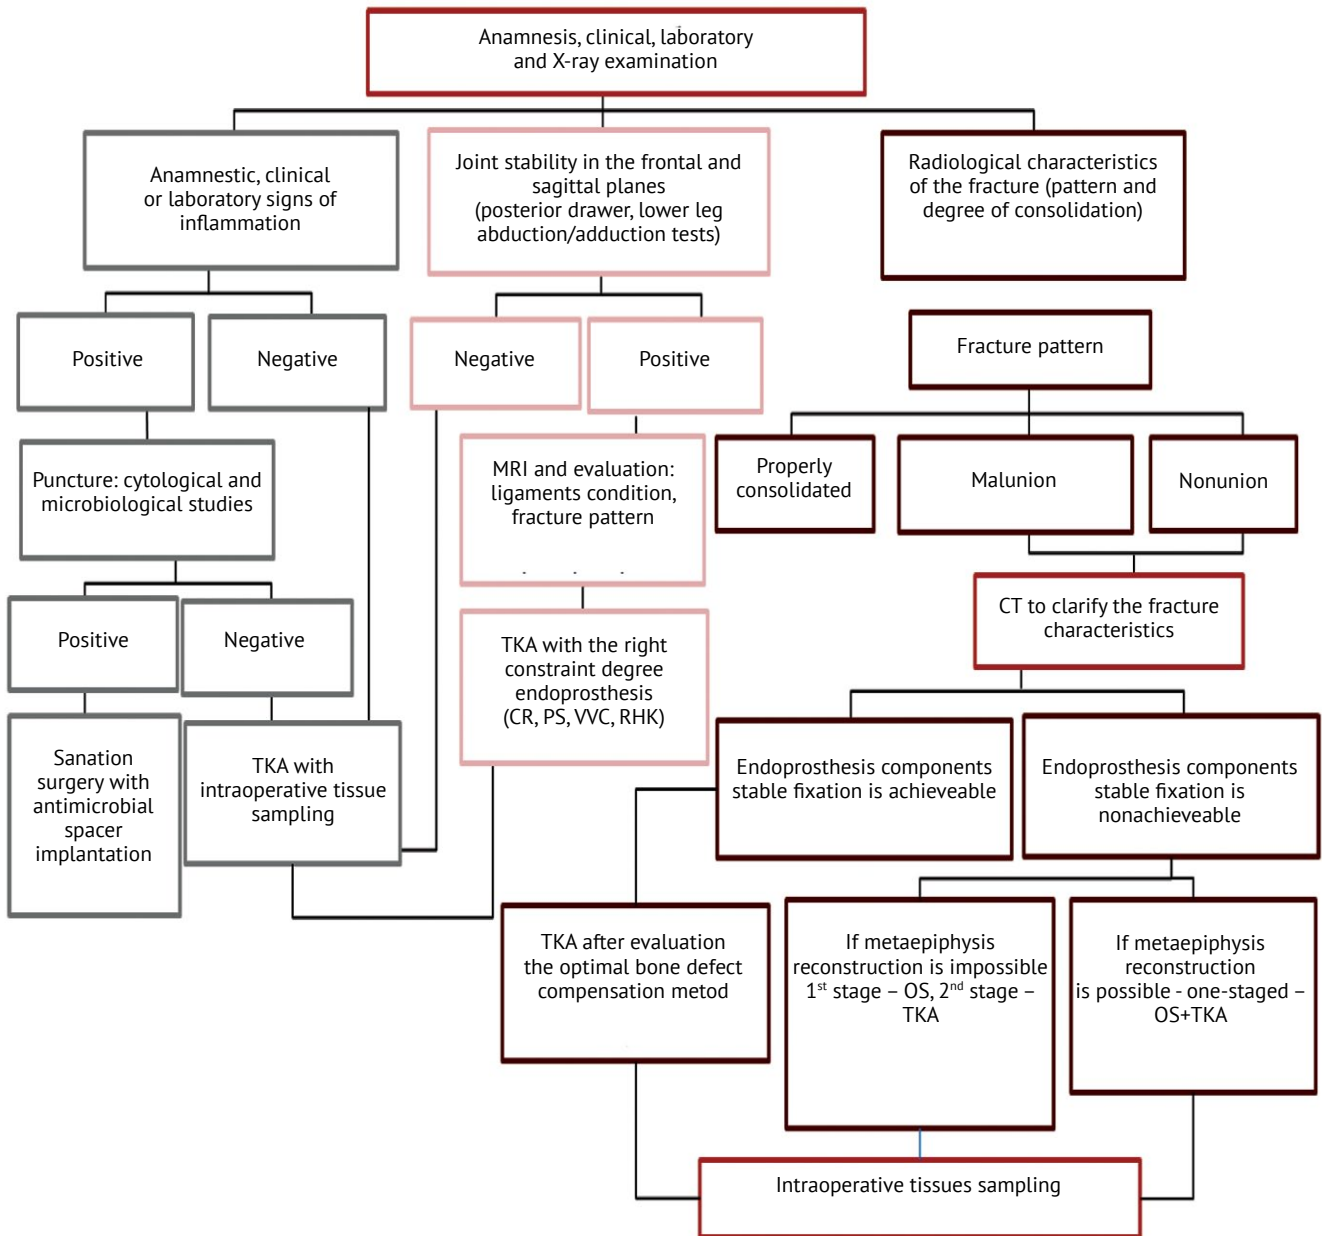 Anamnesis, clinical, laboratory
and X-ray examination
Anamnestic, clinical
or laboratory signs of
inflammation
Joint stability in the frontal and
sagittal planes
(posterior drawer, lower leg
abduction/adduction tests)
Radiological characteristics
of the fracture (pattern and
degree of consolidation)
Positive
Negative
Negative
Positive
Fracture pattern
Puncture: cytological and
microbiological studies
MRI and evaluation:
ligaments condition,
fracture pattern
Properly
consolidated
Malunion
Nonunion
Positive
Negative
TKA with the right
constraint degree
endoprosthesis
(CR, PS, VVC, RHK)
CT to clarify the fracture
characteristics
Sanation
surgery with
antimicrobial
spacer
implantation
TKA with
intraoperative tissue
sampling
Endoprosthesis components
stable fixation is achieveable
Endoprosthesis components
stable fixation is
nonachieveable
TKA after evaluation
the optimal bone defect
compensation metod
If metaepiphysis
reconstruction is impossible
1st stage – OS, 2nd stage –
TKA
If metaepiphysis
reconstruction
is possible - one-staged –
OS+TKA
Intraoperative tissues sampling